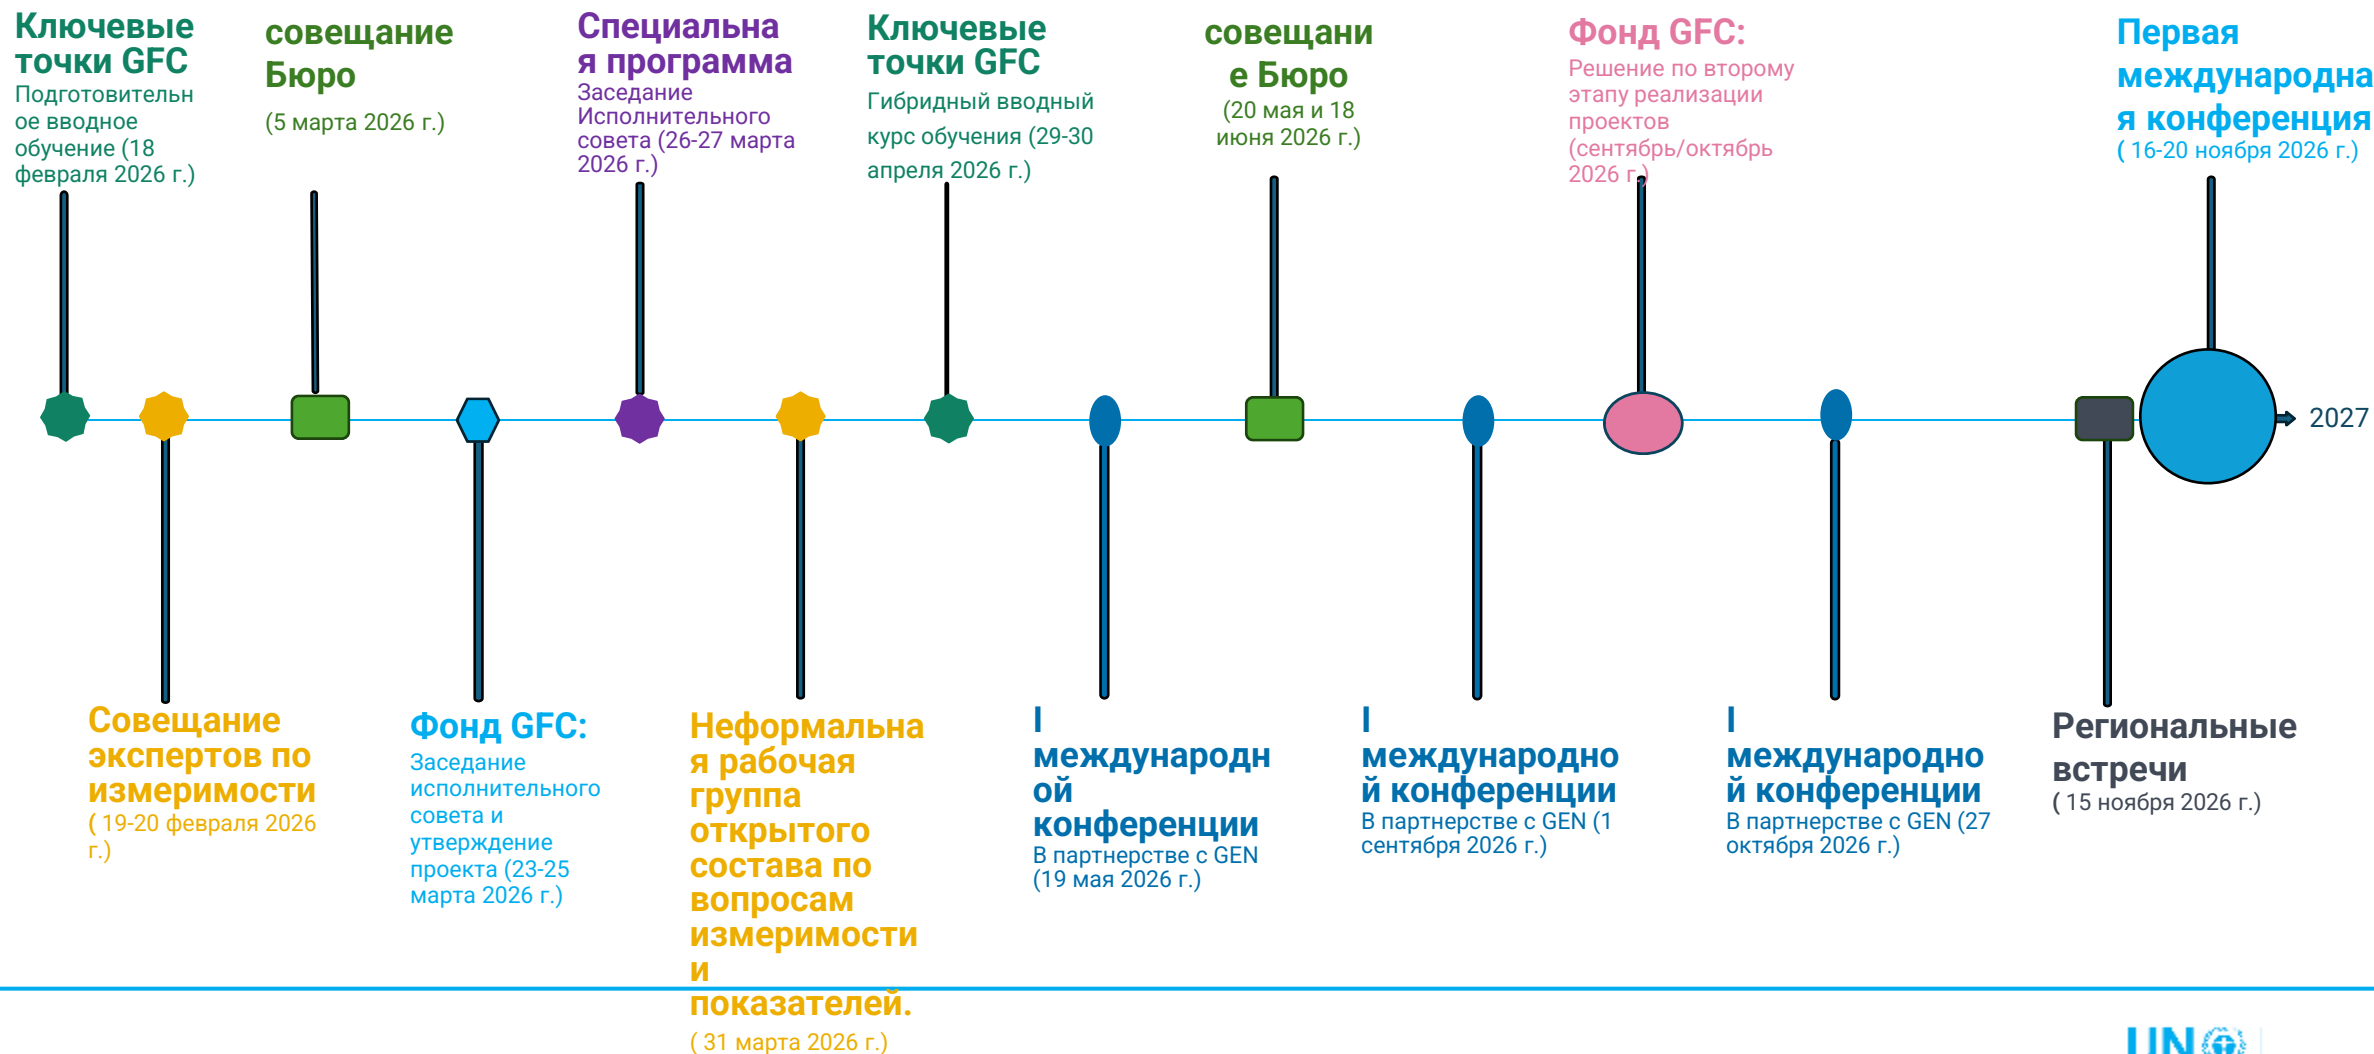 Ключевые
точки GFC
Подготовительн
ое вводное
обучение (18
февраля 2026 г.)
совещание
Бюро
(5 марта 2026 г.)
Специальна
я программа
Заседание
Исполнительного
совета (26-27 марта
2026 г.)
Ключевые
точки GFC
Гибридный вводный
курс обучения (29-30
апреля 2026 г.)
совещани
е Бюро
(20 мая и 18
июня 2026 г.)
Фонд GFC:
Решение по второму
этапу реализации
проектов
(сентябрь/октябрь
2026 г.)
Первая
международна
я конференция
( 16-20 ноября 2026 г.)
2027
Совещание
экспертов по
измеримости
( 19-20 февраля 2026
г.)
Фонд GFC:
Заседание
исполнительного
совета и
утверждение
проекта (23-25
марта 2026 г.)
Неформальна
я рабочая
группа
открытого
состава по
вопросам
измеримости
и
показателей.
( 31 марта 2026 г.)
I
международн
ой
конференции
В партнерстве с GEN
(19 мая 2026 г.)
I
международно
й конференции
В партнерстве с GEN (1
сентября 2026 г.)
I
международно
й конференции
В партнерстве с GEN (27
октября 2026 г.)
Региональные
встречи
( 15 ноября 2026 г.)
UN